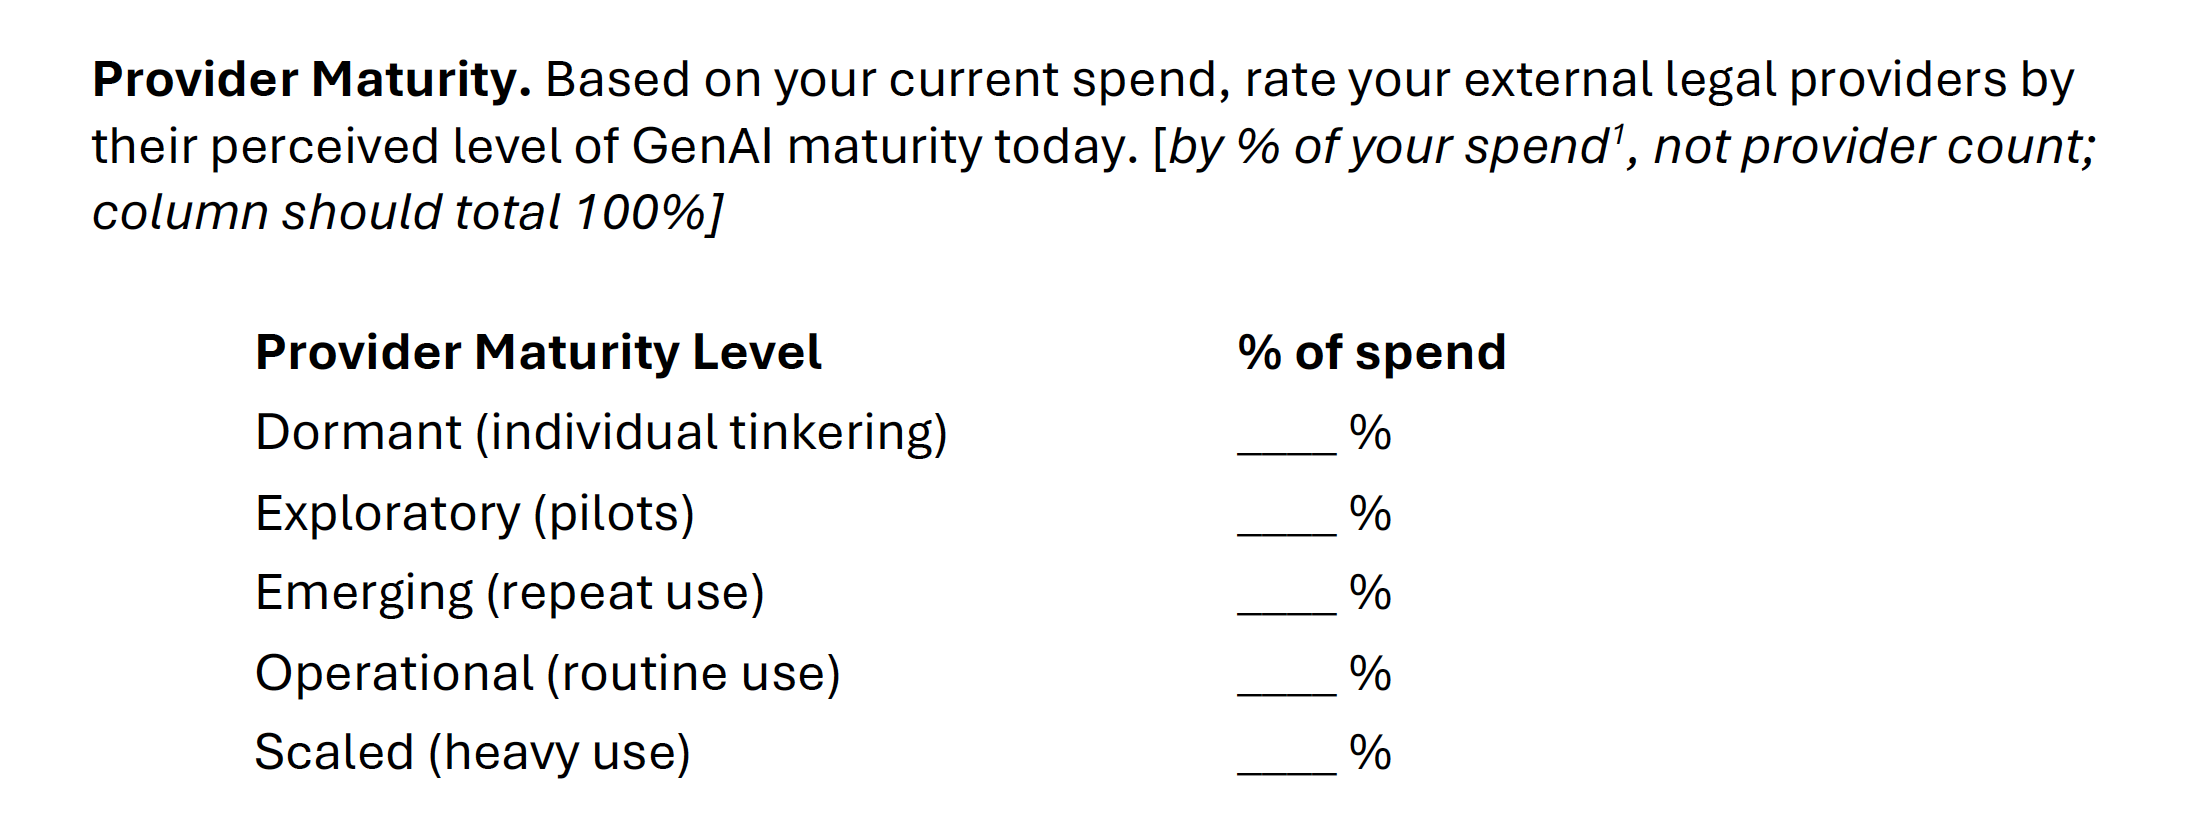 Provider Maturity. Based on your current spend, rate your external legal providers by
their perceived level of GenAI maturity today. [by % of your spend¹, not provider count;
column should total 100%]
Provider Maturity Level % of spend
Dormant (individual tinkering) ____ %
Exploratory (pilots) ____ %
Emerging (repeat use) ____ %
Operational (routine use) ____ %
Scaled (heavy use) ____ %